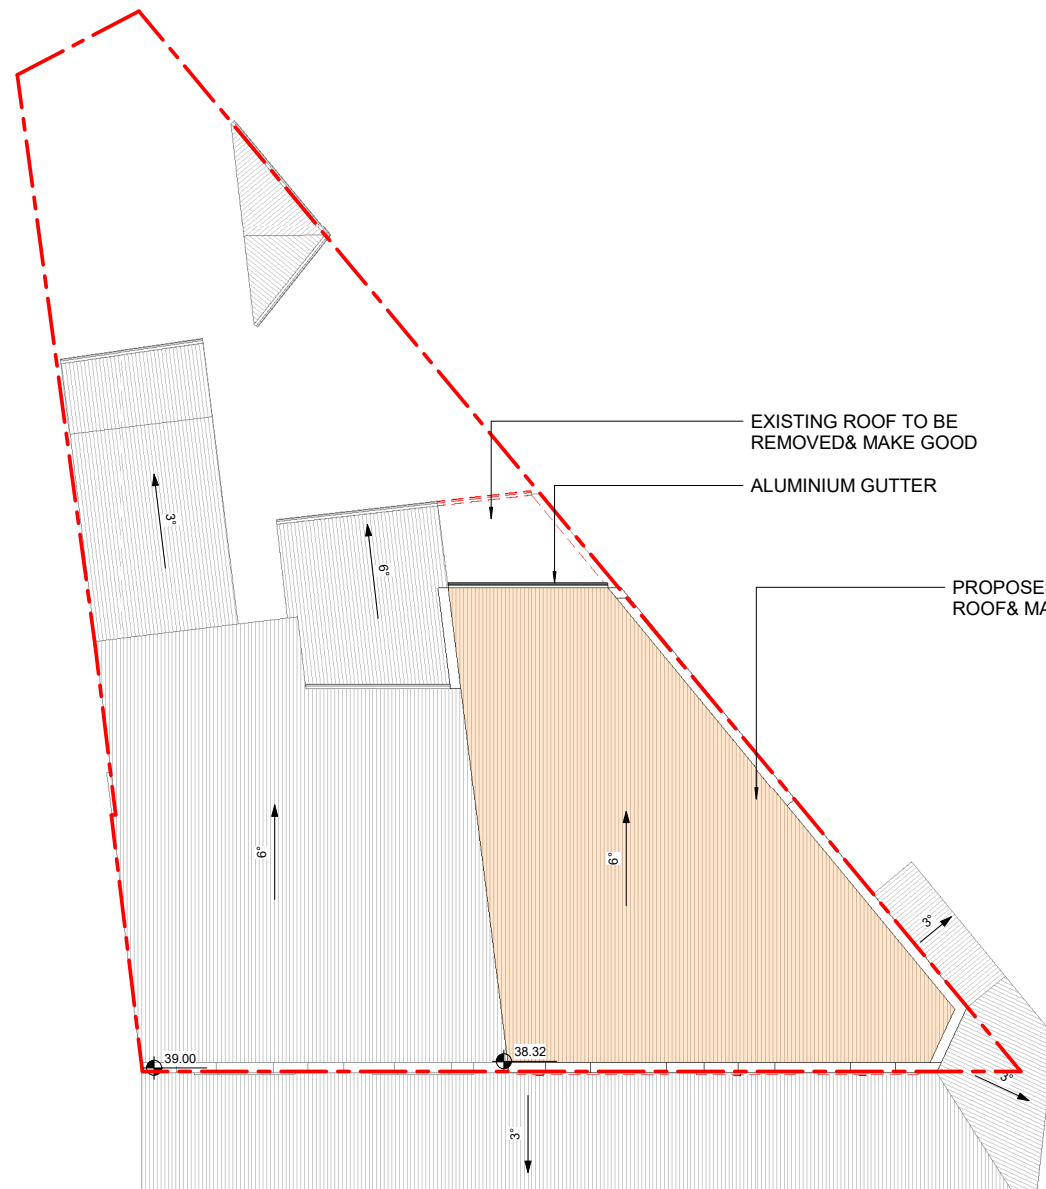 EXISTING ROOF TO BE
REMOVED& MAKE GOOD
ALUMINIUM GUTTER
3°
6°
PROPOSE
ROOF& MA
6°
6°
3°
39.00
38.32
3°
3°